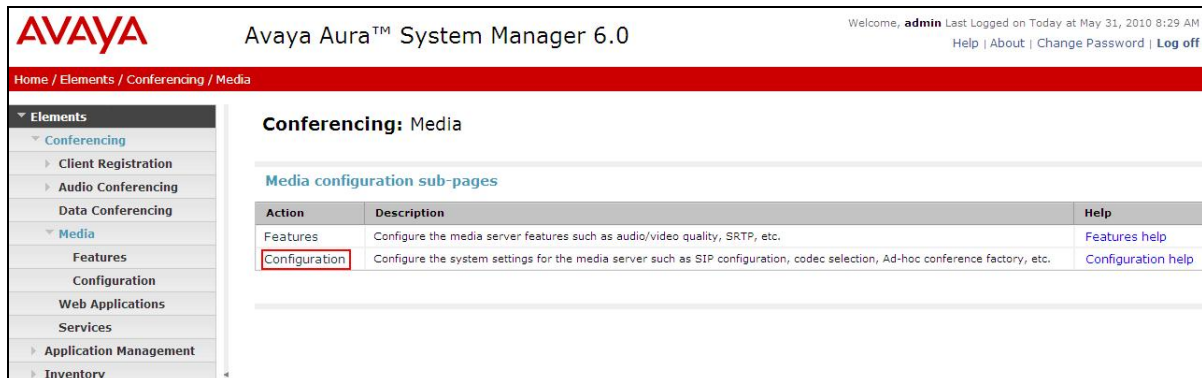 AVAYA
Avaya Aura™ System Manager 6.0
Welcome, admin Last Logged on Today at May 31, 2010 8:29 AM
Help | About | Change Password | Log off
Home / Elements / Conferencing / Media
Elements
Conferencing
Client Registration
Audio Conferencing
Data Conferencing
Media
Features
Configuration
Web Applications
Services
Application Management
Inventory
Conferencing: Media
Media configuration sub-pages
Action Description Help
Features Configure the media server features such as audio/video quality, SRTP, etc. Features help
Configuration Configure the system settings for the media server such as SIP configuration, codec selection, Ad-hoc conference factory, etc. Configuration help